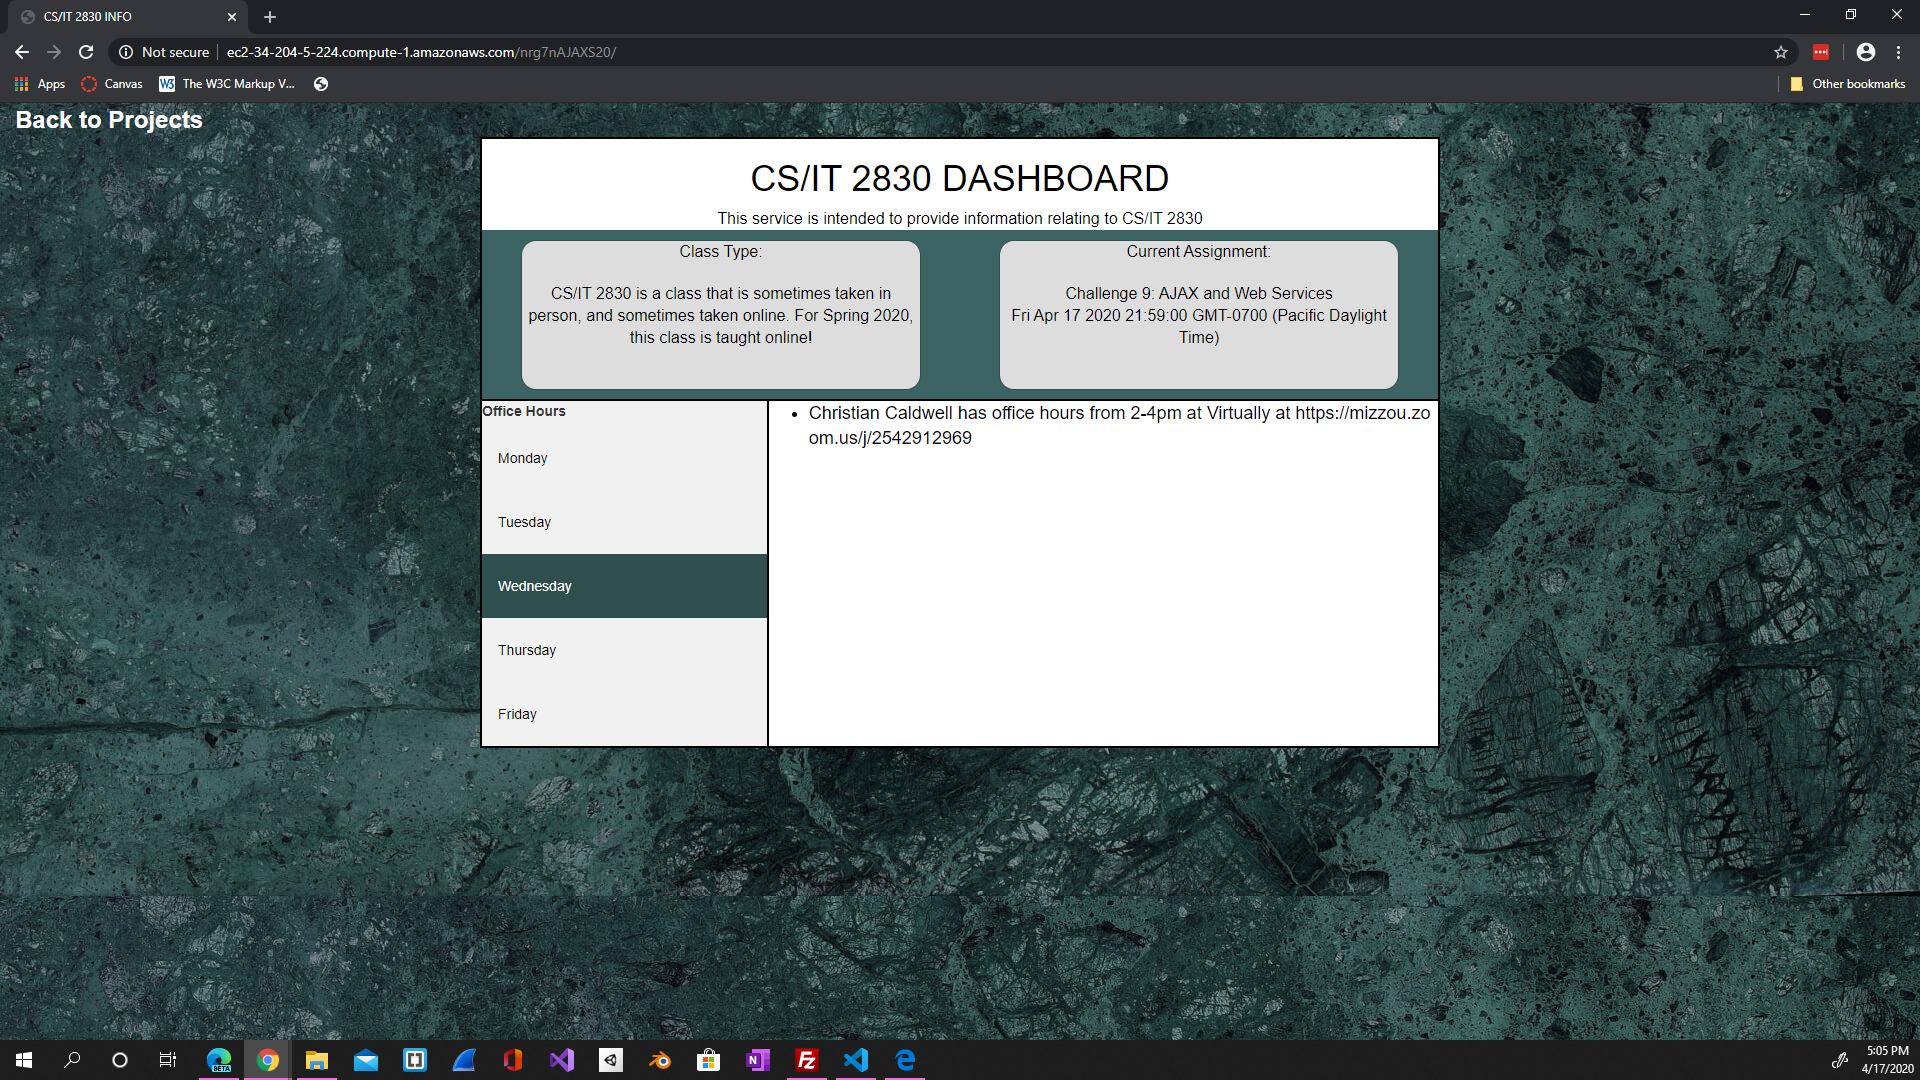 CS/IT 2830 INFO
Not secure
ec2-34-204-5-224.compute-1.amazonaws.com/nrg7nAJAXS20/
Apps
Canvas
W3
The W3C Markup V...
Other bookmarks
Back to Projects
CS/IT 2830 DASHBOARD
This service is intended to provide information relating to CS/IT 2830
Class Type:
CS/IT 2830 is a class that is sometimes taken in
person, and sometimes taken online. For Spring 2020,
this class is taught online!
Current Assignment:
Challenge 9: AJAX and Web Services
Fri Apr 17 2020 21:59:00 GMT-0700 (Pacific Daylight
Time)
Office Hours
Monday
Tuesday
Wednesday
Thursday
Friday
Christian Caldwell has office hours from 2-4pm at Virtually at https://mizzou.zo
om.us/j/2542912969
BETA
N
Fz
5:05 PM
4/17/2020